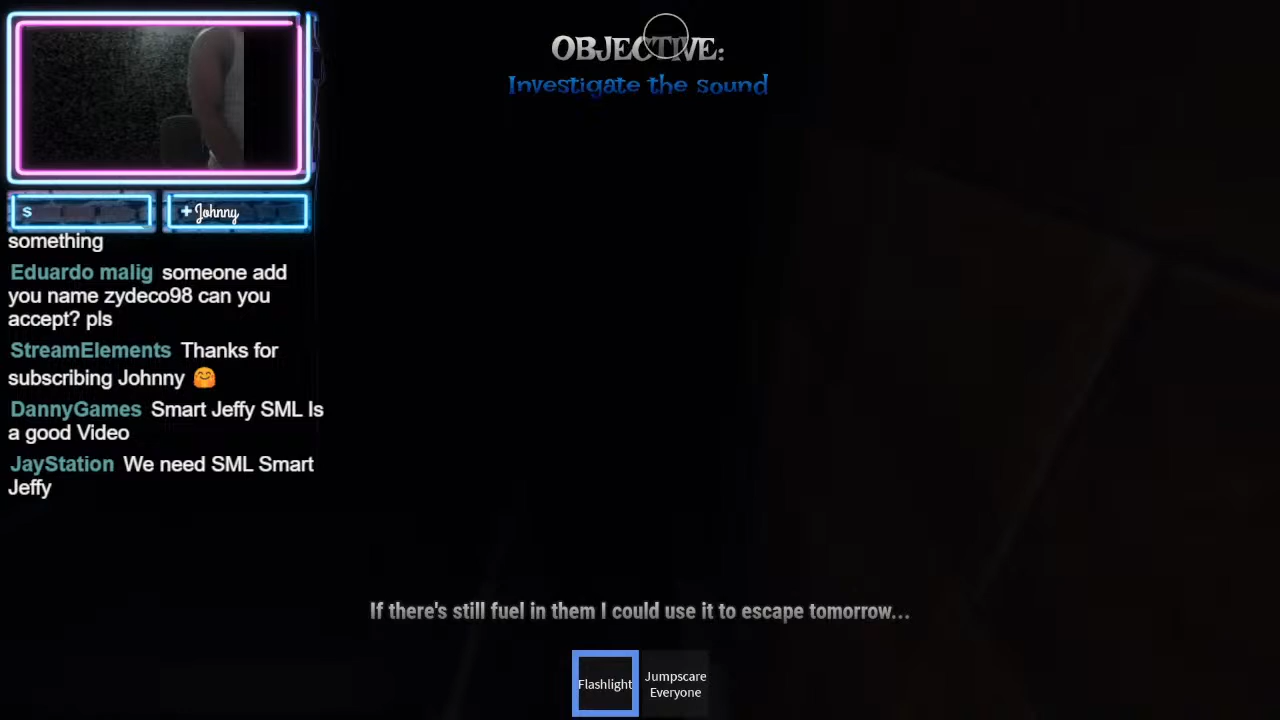 OBJECTIVE:
Investigate the sound
s
+Johnny
something
Eduardo malig someone add
you name zydeco98 can you
accept? pls
StreamElements Thanks for
subscribing Johnny 🤗
DannyGames Smart Jeffy SML Is
a good Video
JayStation We need SML Smart
Jeffy
If there's still fuel in them I could use it to escape tomorrow...
Flashlight
Jumpscare
Everyone